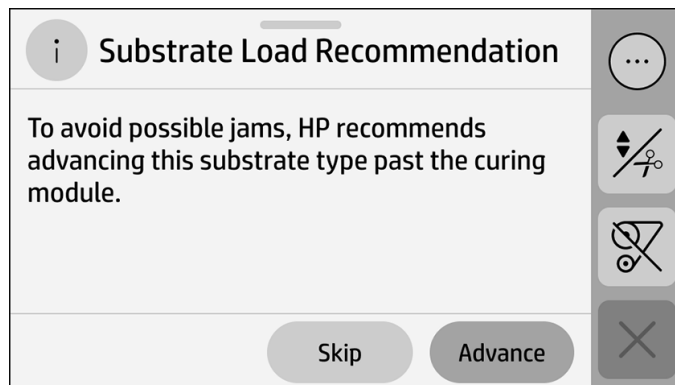 Substrate Load Recommendation
To avoid possible jams, HP recommends
advancing this substrate type past the curing
module.
Skip
Advance